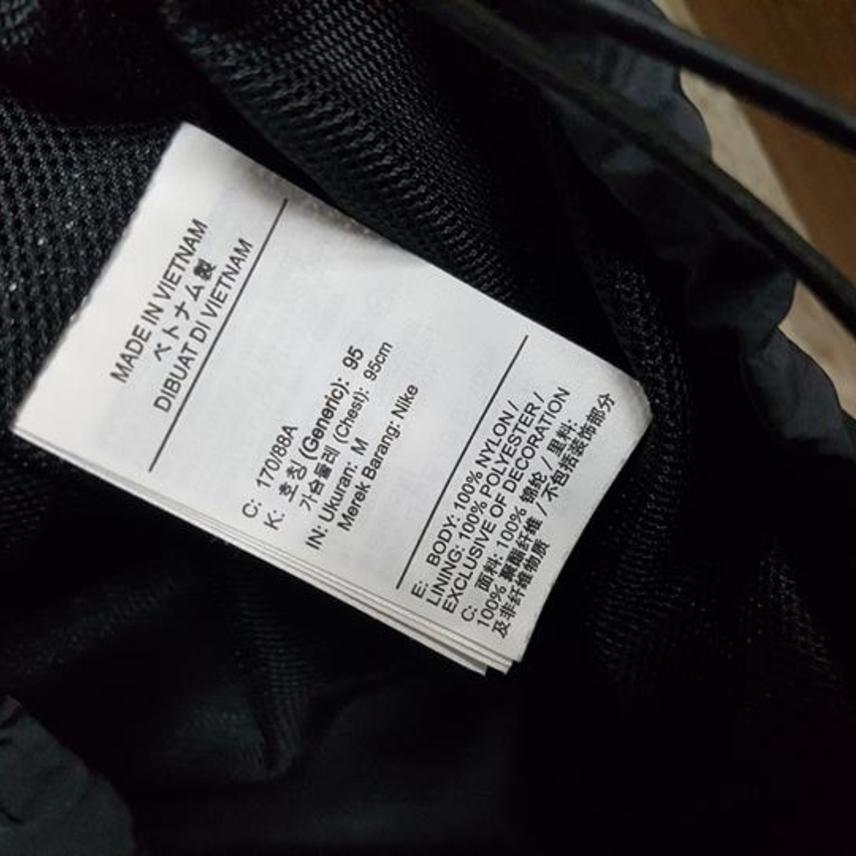 MADE IN VIETNAM
ベトナム製
DIBUAT DI VIETNAM
C: 170/88A
K: 호칭 (Generic): 95
가슴둘레 (Chest): 95cm
IN: Ukuran: M
Merek Barang: Nike
E: BODY: 100% NYLON /
LINING: 100% POLYESTER /
EXCLUSIVE OF DECORATION
C: 面料: 100% 锦纶 / 里料:
100% 聚酯纤维 / 不包括装饰部分
及非纤维物质